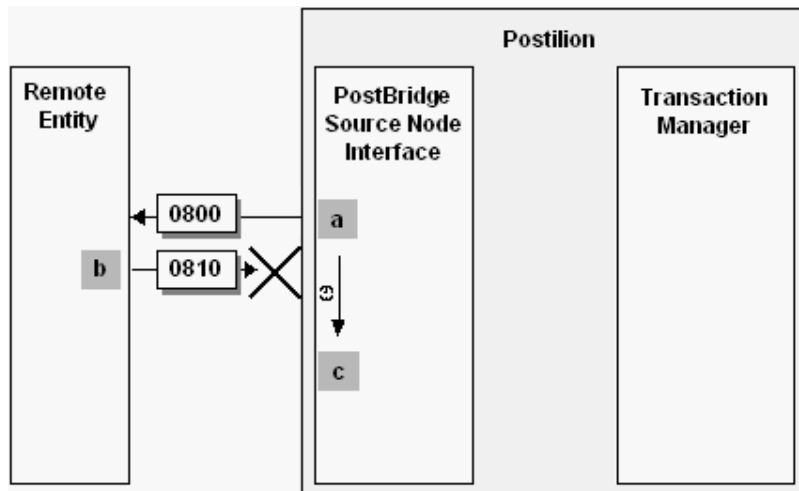 Postilion
Remote
Entity
PostBridge
Source Node
Interface
Transaction
Manager
0800
a
b
0810
c